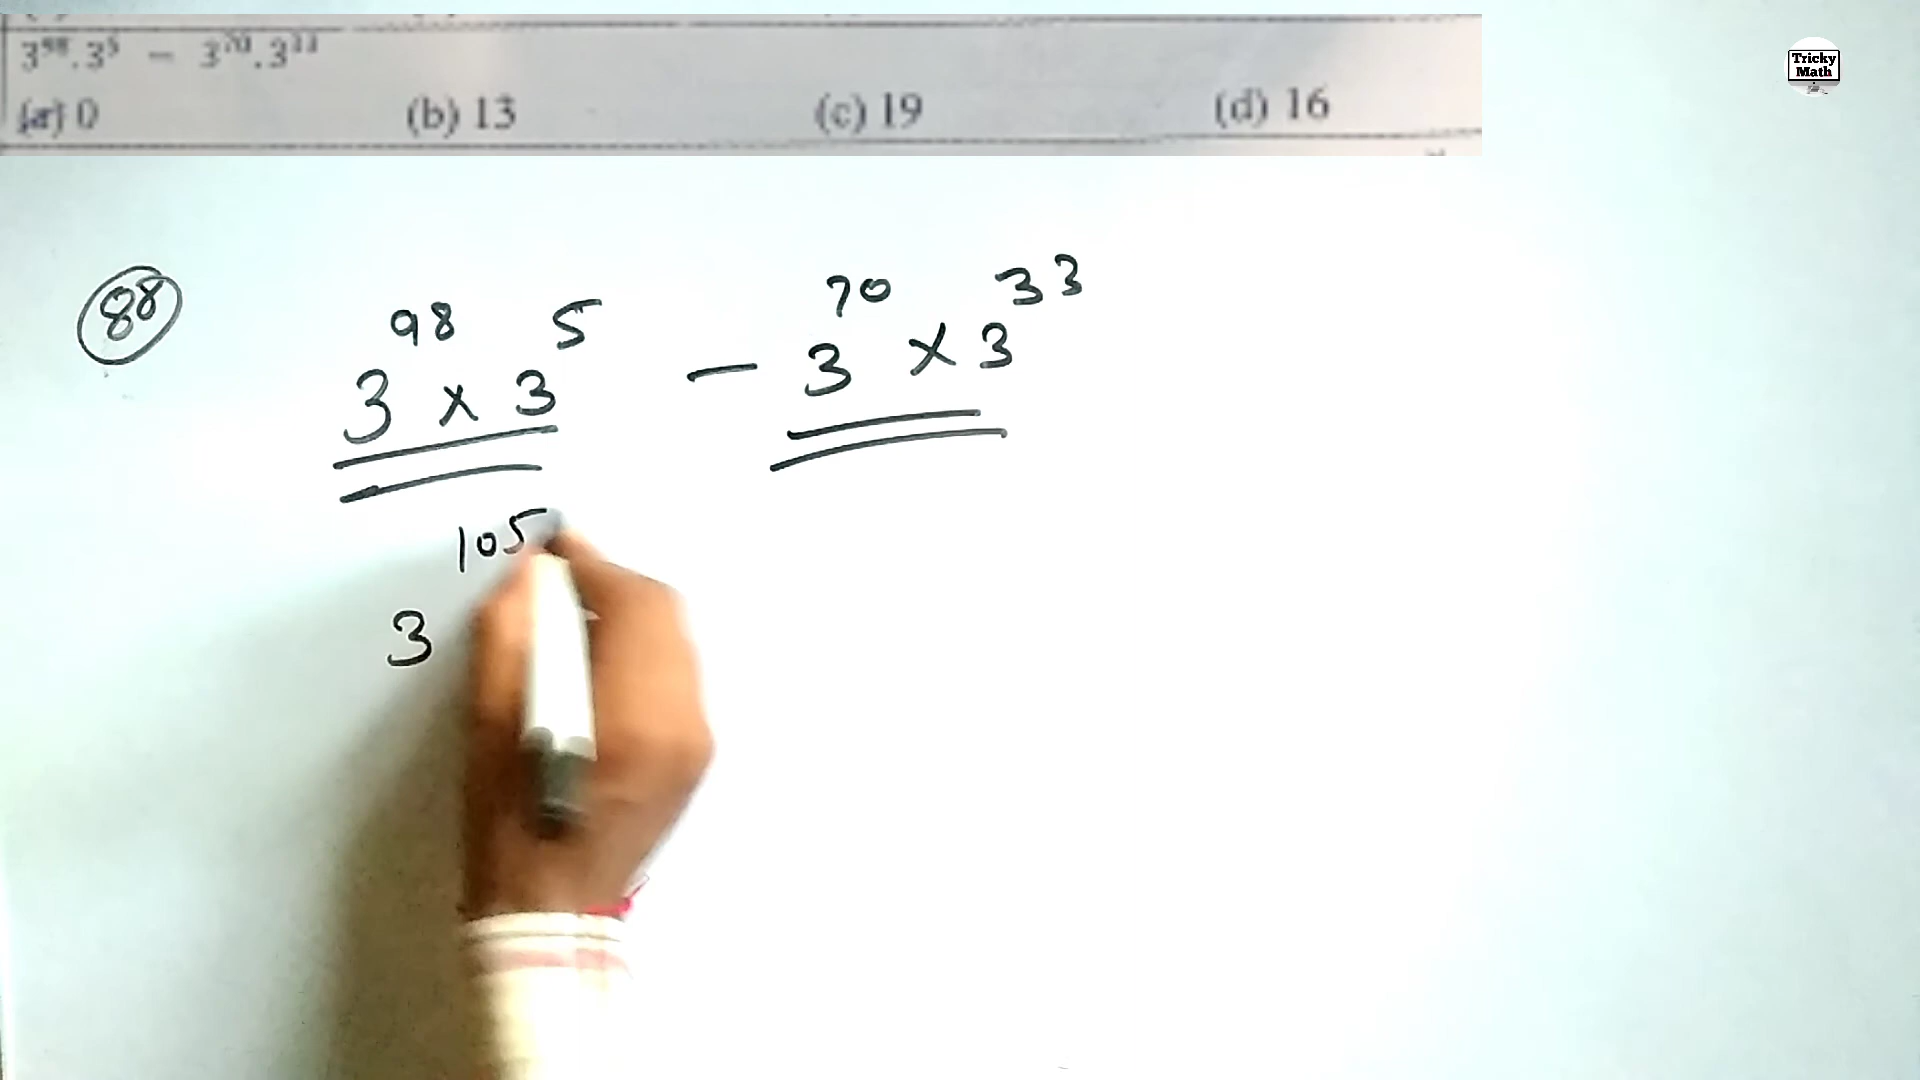 3⁹⁸.3⁵ − 3⁷⁰.3³³
(a) 0 (b) 13 (c) 19 (d) 16
Tricky
Math
88
3⁹⁸ × 3⁵ − 3⁷⁰ × 3³³
3¹⁰⁵